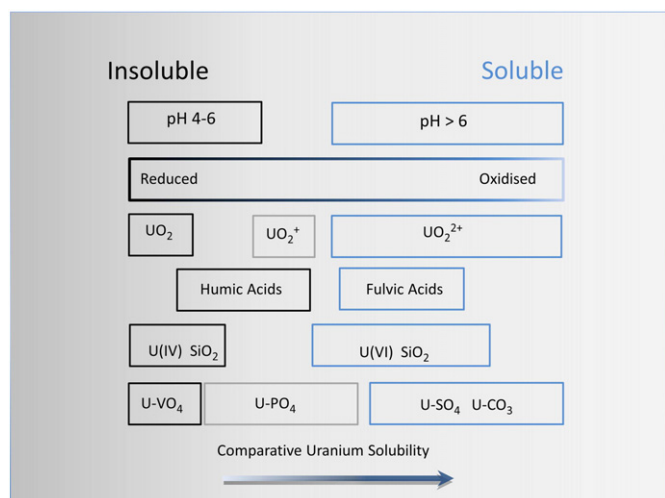 Insoluble Soluble
pH 4-6 pH > 6
Reduced Oxidised
UO₂ UO₂⁺ UO₂²⁺
Humic Acids Fulvic Acids
U(IV) SiO₂ U(VI) SiO₂
U-VO₄ U-PO₄ U-SO₄ U-CO₃
Comparative Uranium Solubility